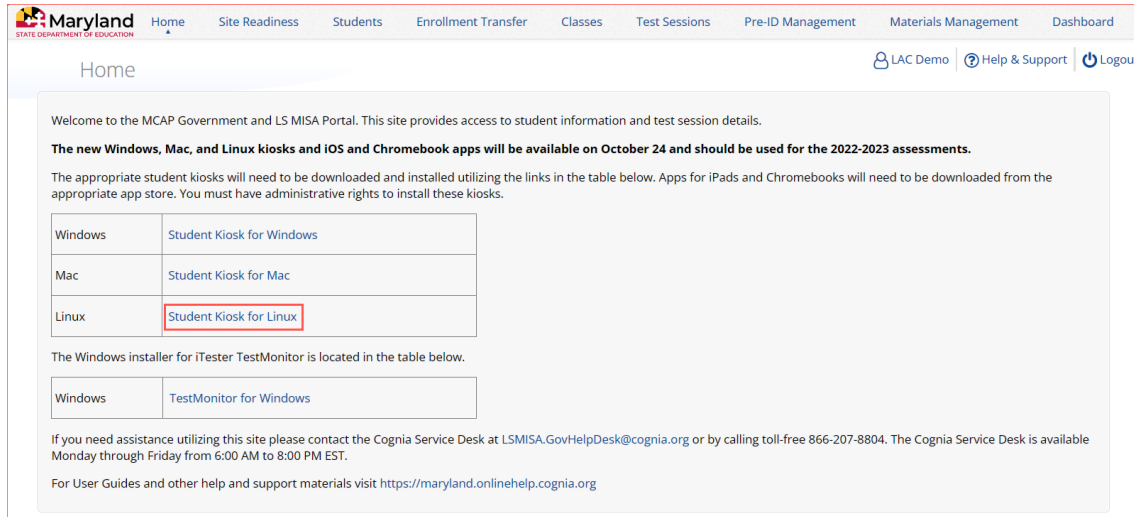 Maryland
STATE DEPARTMENT OF EDUCATION
Home Site Readiness Students Enrollment Transfer Classes Test Sessions Pre-ID Management Materials Management Dashboard
Home
LAC Demo Help & Support Logou
Welcome to the MCAP Government and LS MISA Portal. This site provides access to student information and test session details.
The new Windows, Mac, and Linux kiosks and iOS and Chromebook apps will be available on October 24 and should be used for the 2022-2023 assessments.
The appropriate student kiosks will need to be downloaded and installed utilizing the links in the table below. Apps for iPads and Chromebooks will need to be downloaded from the
appropriate app store. You must have administrative rights to install these kiosks.
Windows Student Kiosk for Windows
Mac Student Kiosk for Mac
Linux Student Kiosk for Linux
The Windows installer for iTester TestMonitor is located in the table below.
Windows TestMonitor for Windows
If you need assistance utilizing this site please contact the Cognia Service Desk at LSMISA.GovHelpDesk@cognia.org or by calling toll-free 866-207-8804. The Cognia Service Desk is available
Monday through Friday from 6:00 AM to 8:00 PM EST.
For User Guides and other help and support materials visit https://maryland.onlinehelp.cognia.org